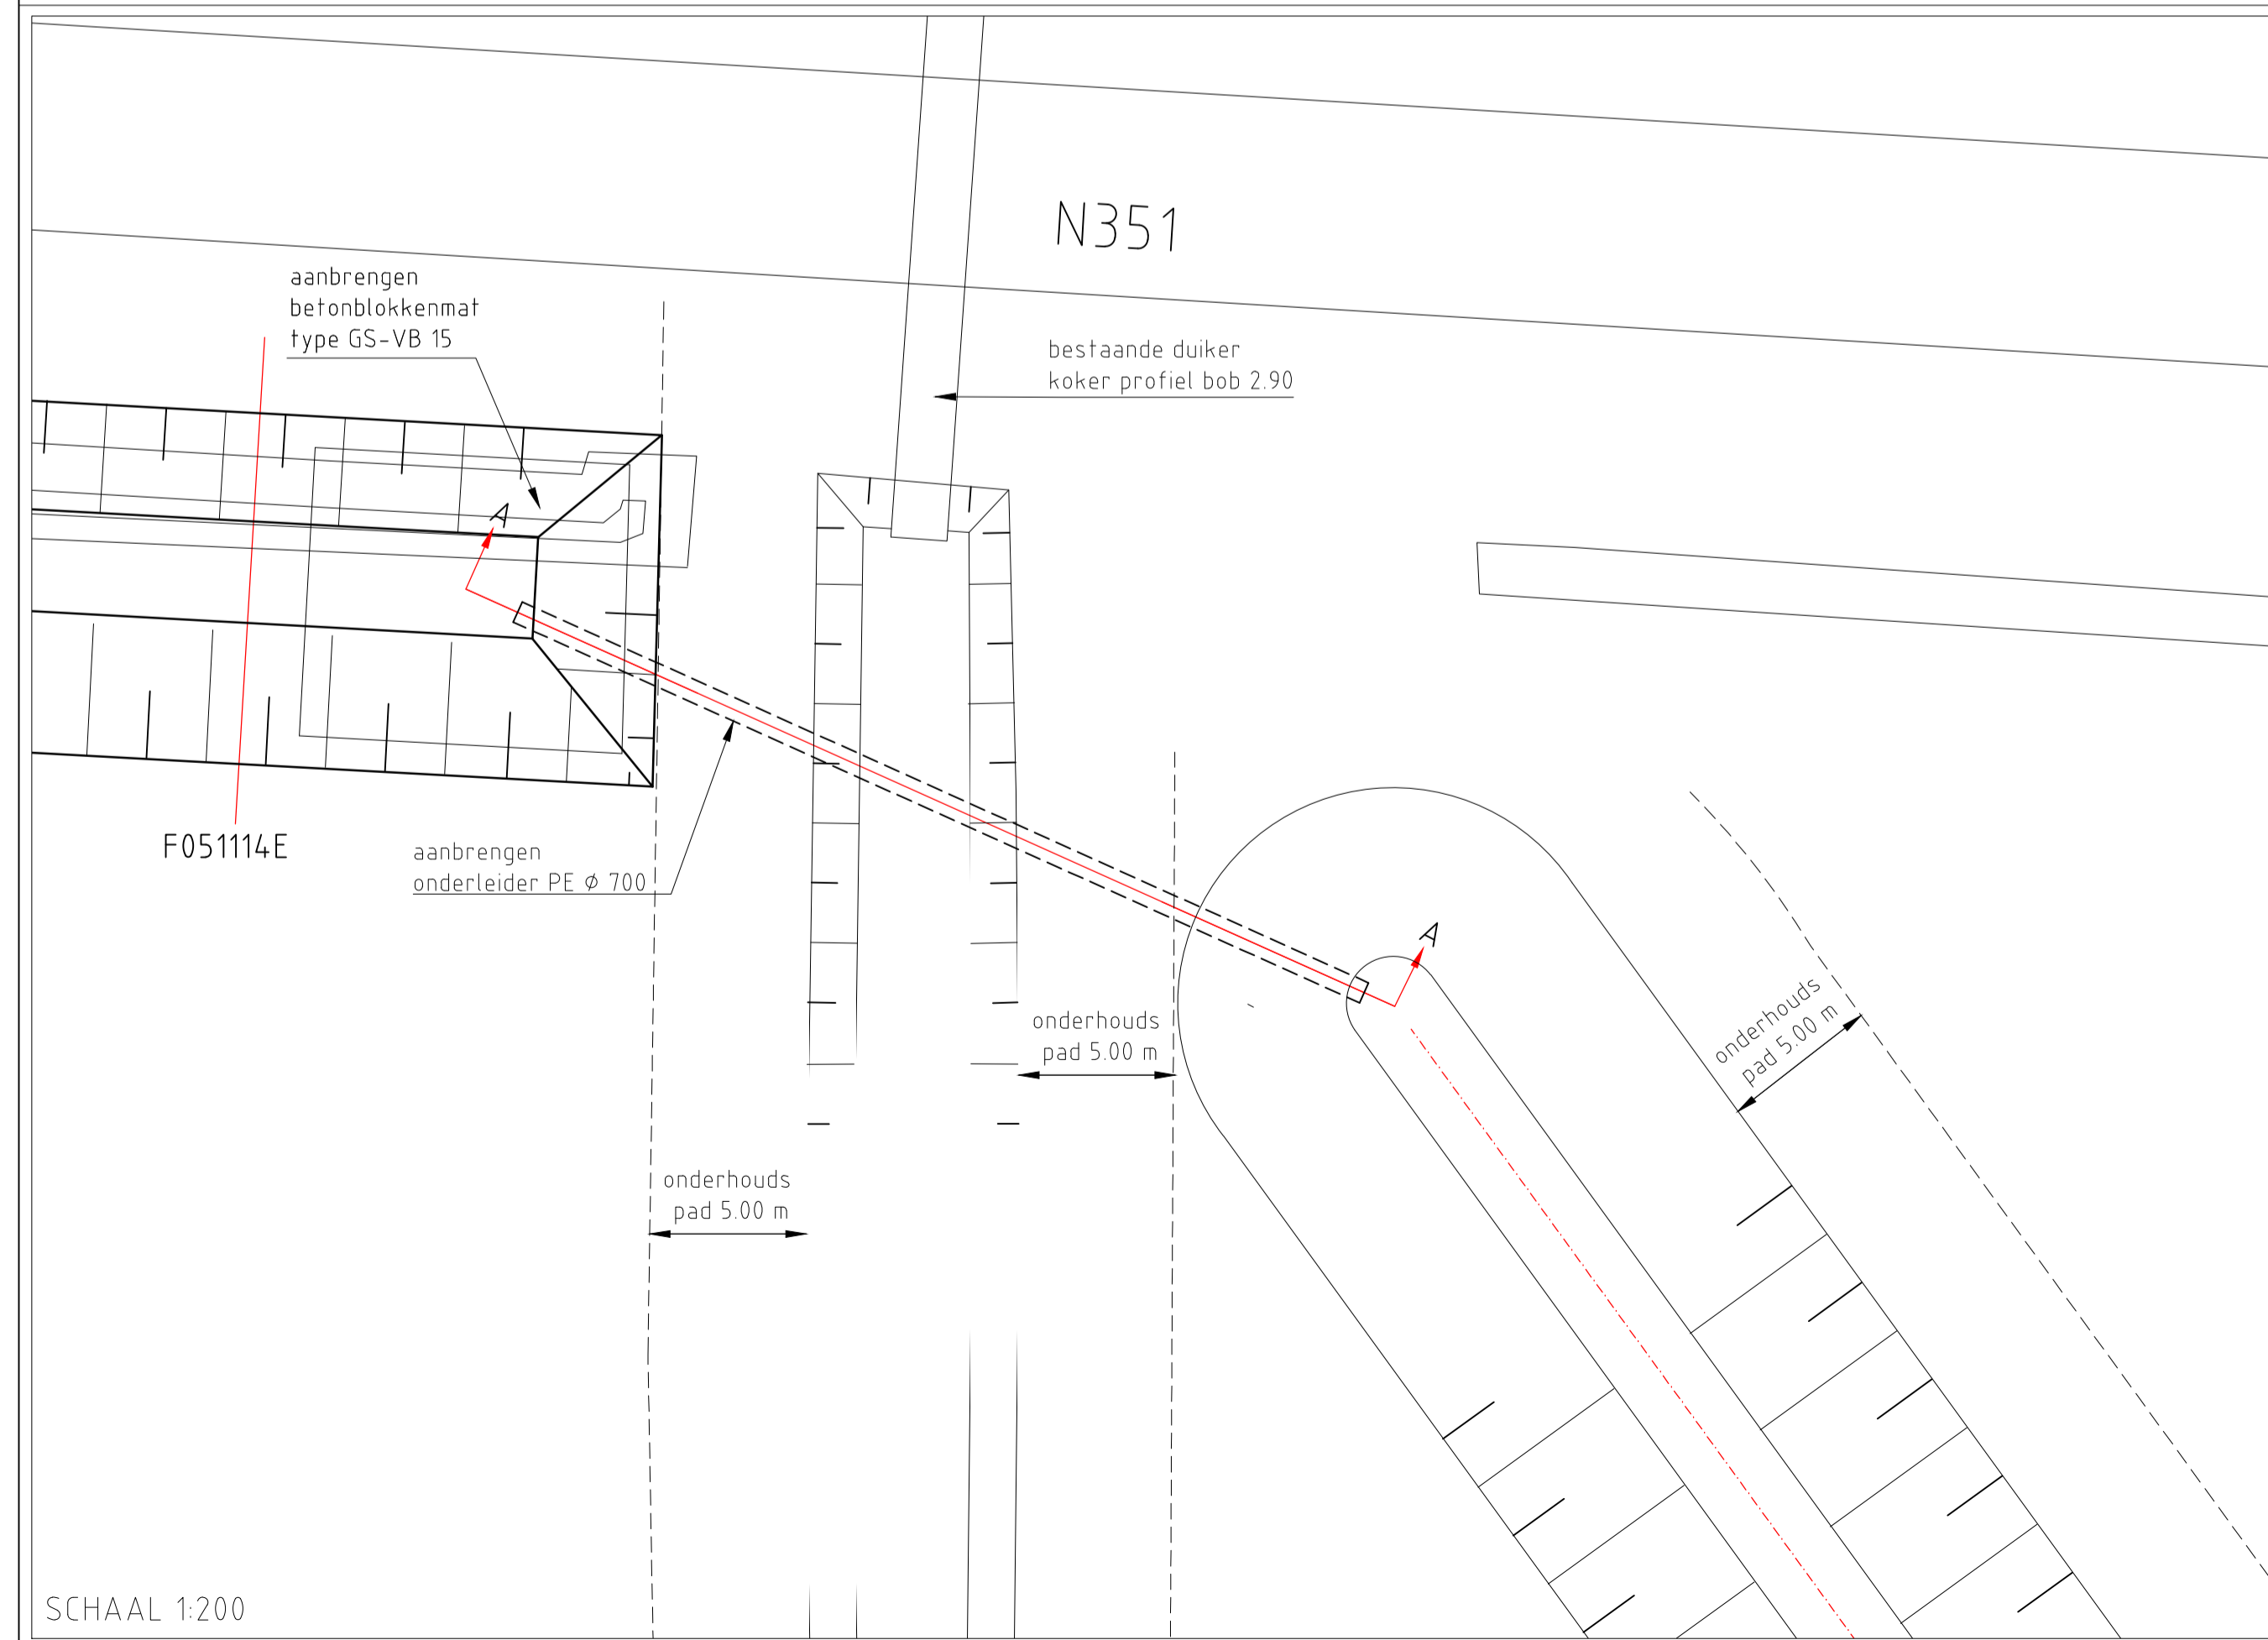 N351
aanbrengen
betonblokkenmat
type GS-VB 15
bestaande duiker
koker profiel bob 2.90
A
F051114E
aanbrengen
onderleider PE ϕ 700
A
onderhouds
pad 5.00 m
onderhouds
pad 5.00 m
onderhouds
pad 5.00 m
SCHAAL 1:200